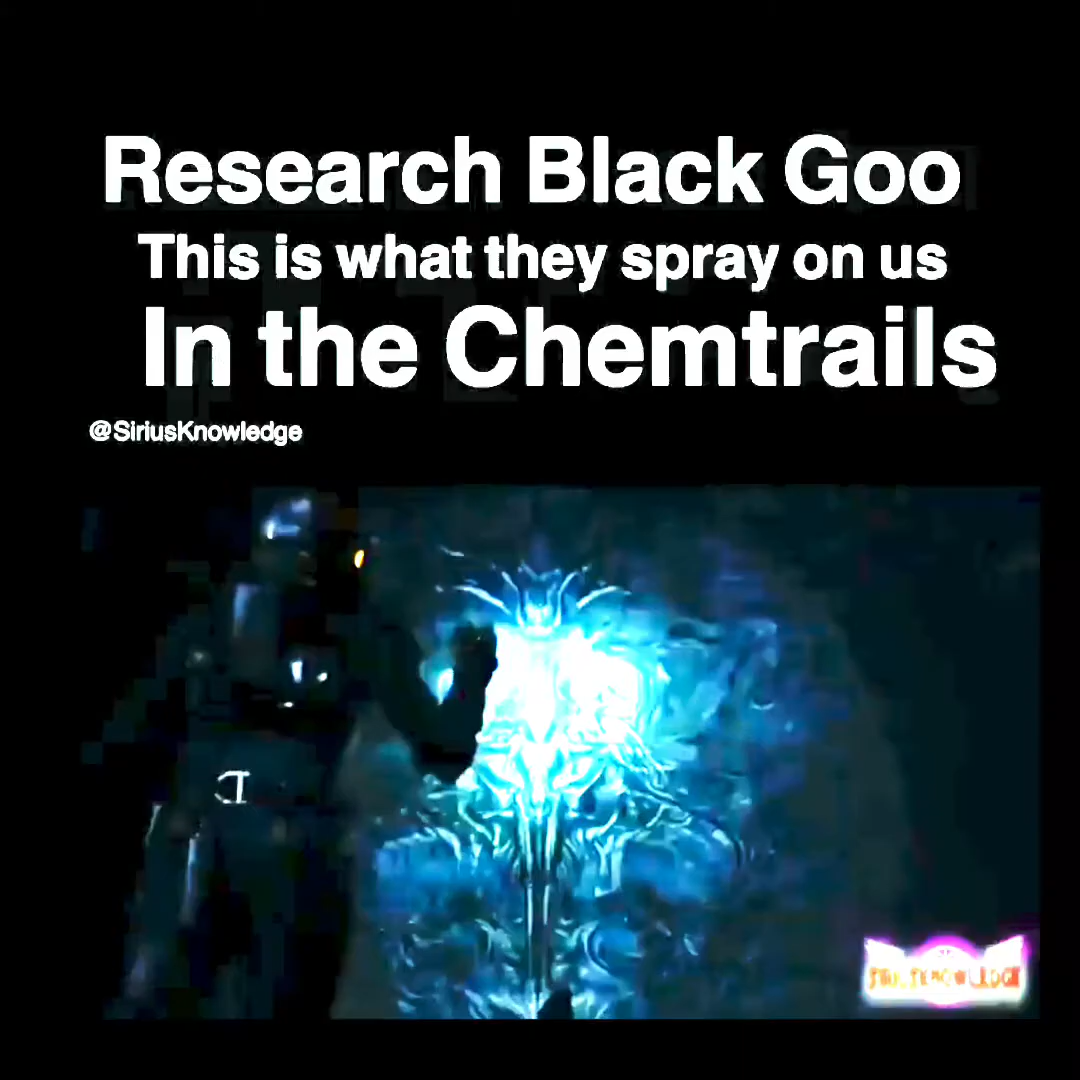 Research Black Goo
This is what they spray on us
In the Chemtrails
@SiriusKnowledge